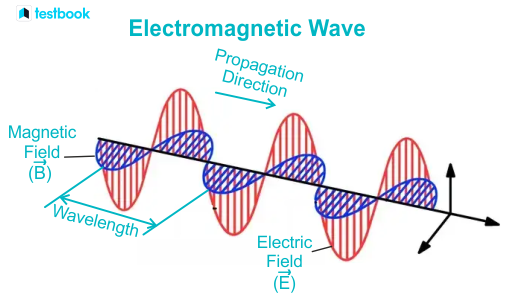 testbook
Electromagnetic Wave
Propagation
Direction
Magnetic
Field
(B⃗)
Wavelength
Electric
Field
(E⃗)